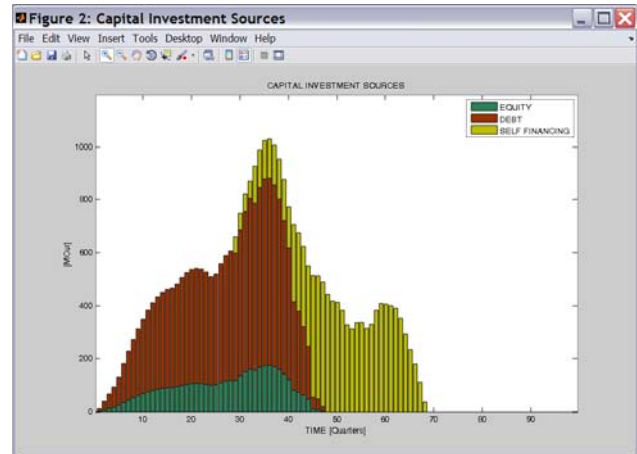 Figure 2: Capital Investment Sources
File Edit View Insert Tools Desktop Window Help
CAPITAL INVESTMENT SOURCES
EQUITY
DEBT
SELF FINANCING
1000
800
600
400
200
0
[M/Cur]
10 20 30 40 50 60 70 80 90
TIME [Quarters]